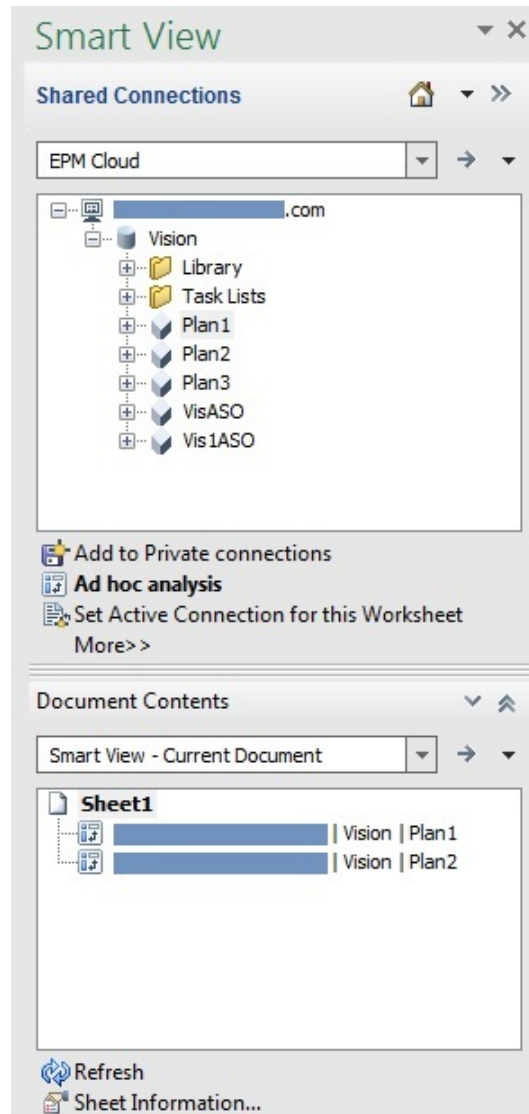 Smart View
Shared Connections
EPM Cloud
.com
Vision
Library
Task Lists
Plan1
Plan2
Plan3
VisASO
Vis1ASO
Add to Private connections
Ad hoc analysis
Set Active Connection for this Worksheet
More>>
Document Contents
Smart View - Current Document
Sheet1
| Vision | Plan1
| Vision | Plan2
Refresh
Sheet Information...